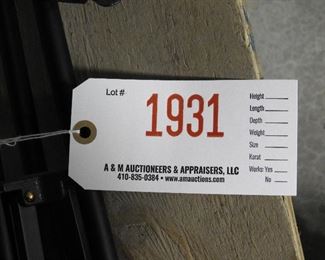 Lot #
1931
Height
Length
Depth
Weight
Size
Karat
Works: Yes
No
A & M AUCTIONEERS & APPRAISERS, LLC
410-835-0384 • www.amauctions.com